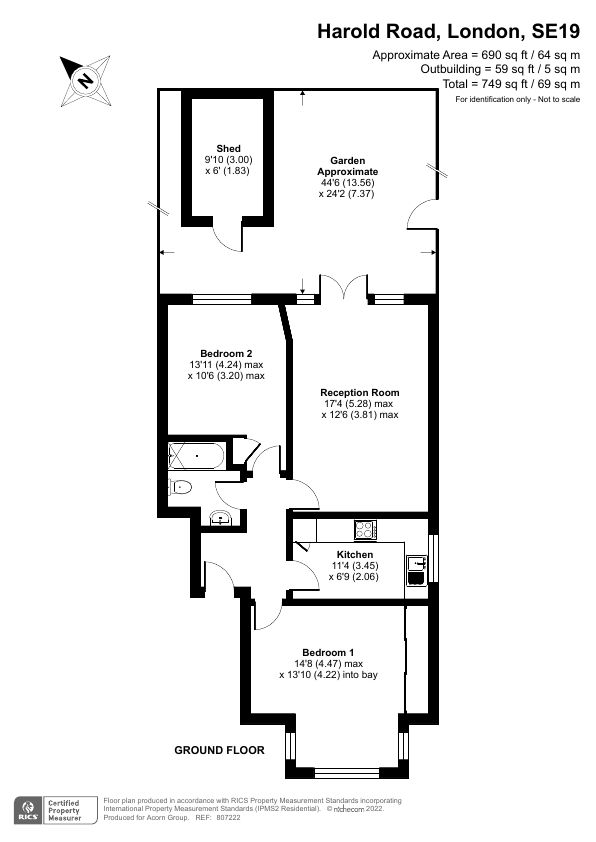 Harold Road, London, SE19
Approximate Area = 690 sq ft / 64 sq m
Outbuilding = 59 sq ft / 5 sq m
Total = 749 sq ft / 69 sq m
For identification only - Not to scale
N
Shed
9'10 (3.00)
x 6' (1.83)
Garden
Approximate
44'6 (13.56)
x 24'2 (7.37)
Bedroom 2
13'11 (4.24) max
x 10'6 (3.20) max
Reception Room
17'4 (5.28) max
x 12'6 (3.81) max
Kitchen
11'4 (3.45)
x 6'9 (2.06)
Bedroom 1
14'8 (4.47) max
x 13'10 (4.22) into bay
GROUND FLOOR
RICS
Certified
Property
Measurer
Floor plan produced in accordance with RICS Property Measurement Standards incorporating
International Property Measurement Standards (IPMS2 Residential). © ntchecom 2022.
Produced for Acorn Group. REF: 807222